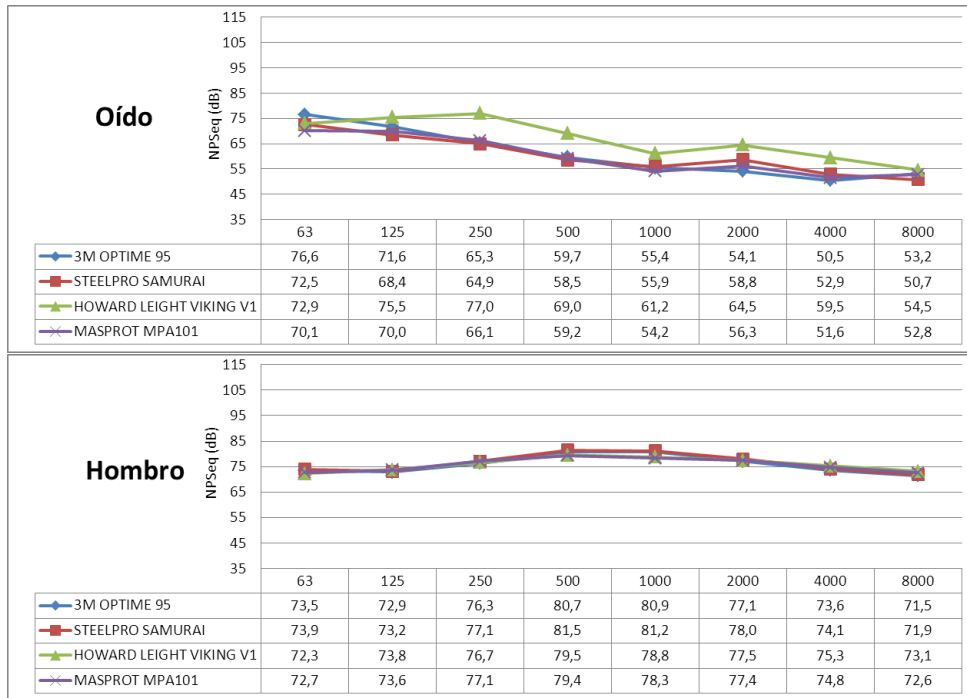 115
105
95
85
75
65
55
45
35
NPSeq (dB)
Oído
63 125 250 500 1000 2000 4000 8000
3M OPTIME 95 76,6 71,6 65,3 59,7 55,4 54,1 50,5 53,2
STEELPRO SAMURAI 72,5 68,4 64,9 58,5 55,9 58,8 52,9 50,7
HOWARD LEIGHT VIKING V1 72,9 75,5 77,0 69,0 61,2 64,5 59,5 54,5
MASPROT MPA101 70,1 70,0 66,1 59,2 54,2 56,3 51,6 52,8
115
105
95
85
75
65
55
45
35
NPSeq (dB)
Hombro
63 125 250 500 1000 2000 4000 8000
3M OPTIME 95 73,5 72,9 76,3 80,7 80,9 77,1 73,6 71,5
STEELPRO SAMURAI 73,9 73,2 77,1 81,5 81,2 78,0 74,1 71,9
HOWARD LEIGHT VIKING V1 72,3 73,8 76,7 79,5 78,8 77,5 75,3 73,1
MASPROT MPA101 72,7 73,6 77,1 79,4 78,3 77,4 74,8 72,6